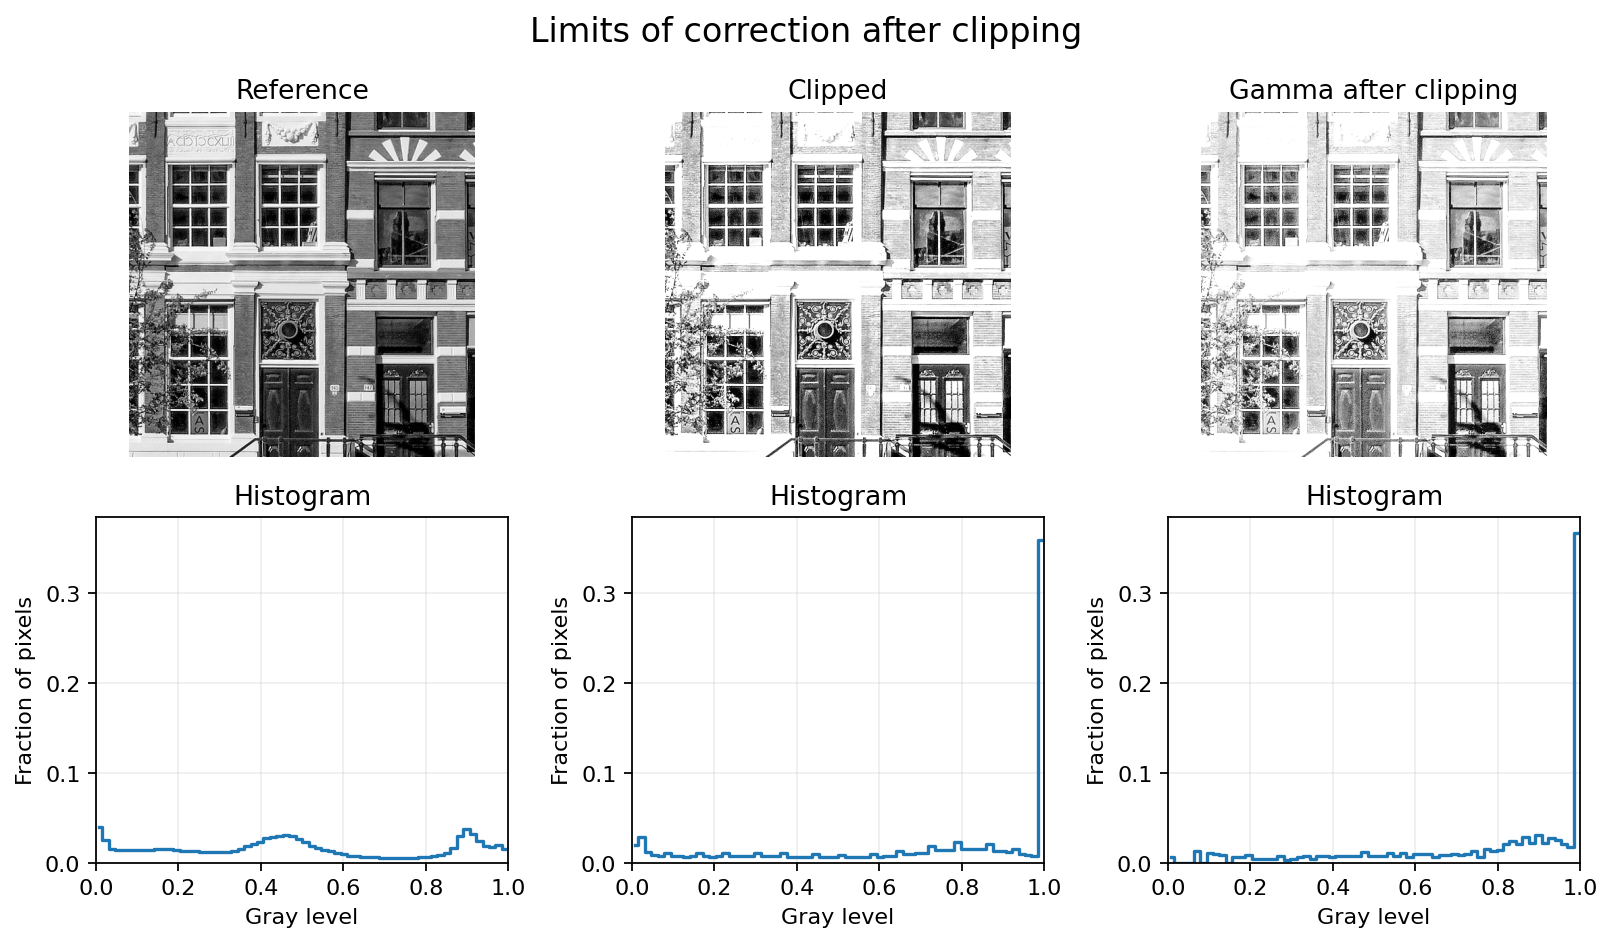 Limits of correction after clipping
Reference
Clipped
Gamma after clipping
Histogram
Histogram
Histogram
Fraction of pixels
0.3
0.2
0.1
0.0
0.0 0.2 0.4 0.6 0.8 1.0
Gray level
Fraction of pixels
0.3
0.2
0.1
0.0
0.0 0.2 0.4 0.6 0.8 1.0
Gray level
Fraction of pixels
0.3
0.2
0.1
0.0
0.0 0.2 0.4 0.6 0.8 1.0
Gray level